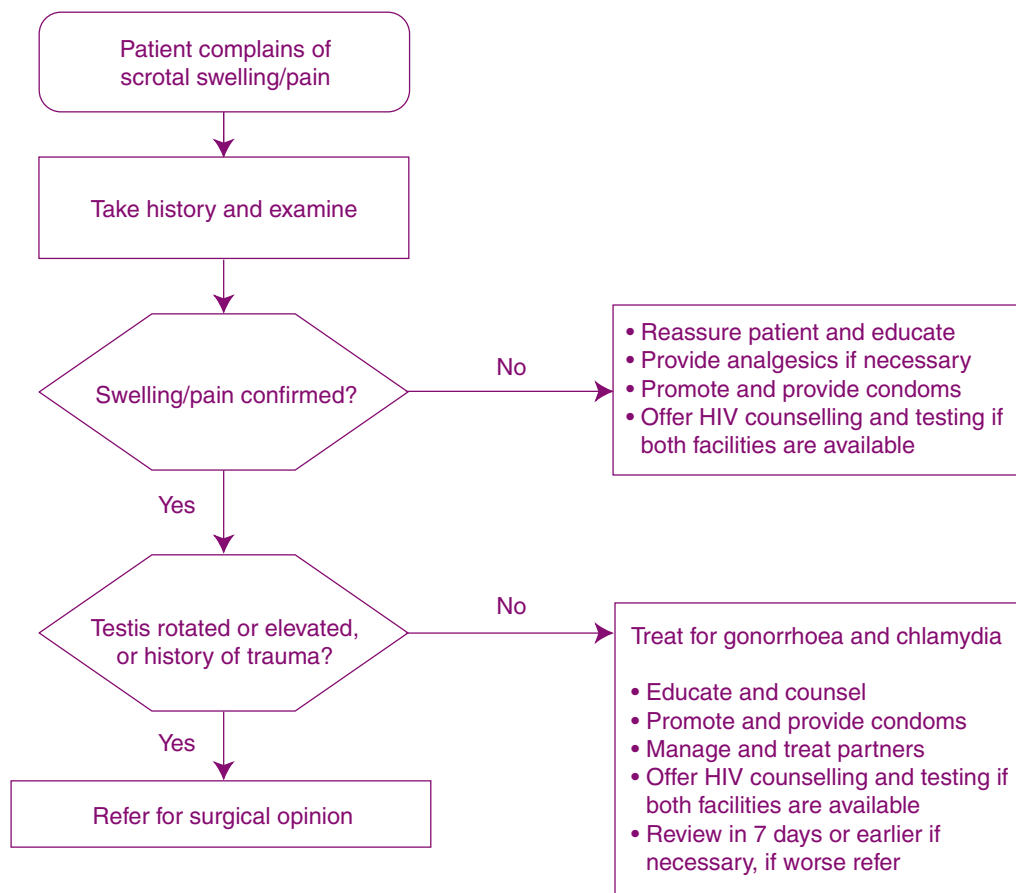 Patient complains of
scrotal swelling/pain
Take history and examine
Swelling/pain confirmed?
No
• Reassure patient and educate
• Provide analgesics if necessary
• Promote and provide condoms
• Offer HIV counselling and testing if
both facilities are available
Yes
Testis rotated or elevated,
or history of trauma?
No
Treat for gonorrhoea and chlamydia
• Educate and counsel
• Promote and provide condoms
• Manage and treat partners
• Offer HIV counselling and testing if
both facilities are available
• Review in 7 days or earlier if
necessary, if worse refer
Yes
Refer for surgical opinion